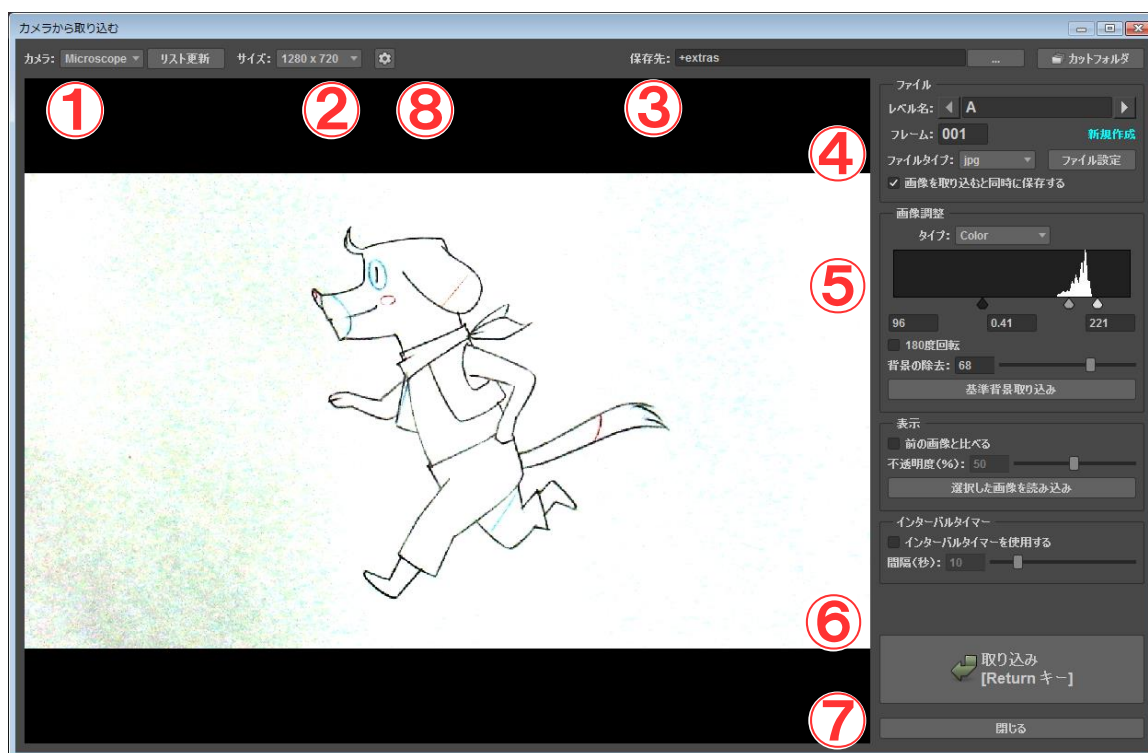 カメラから取り込む
カメラ: Microscope リスト更新 サイズ: 1280 x 720 保存先: +extras ... カットフォルダ
① ② ⑧ ③
ファイル
レベル名: A
フレーム: 001 新規作成
④
ファイルタイプ: jpg ファイル設定
画像を取り込むと同時に保存する
画像調整
タイプ: Color
⑤
96 0.41 221
180度回転
背景の除去: 68
基準背景取り込み
表示
前の画像と比べる
不透明度(%): 50
選択した画像を読み込み
インターバルタイマー
インターバルタイマーを使用する
間隔(秒): 10
⑥
取り込み
[Return キー]
⑦
閉じる